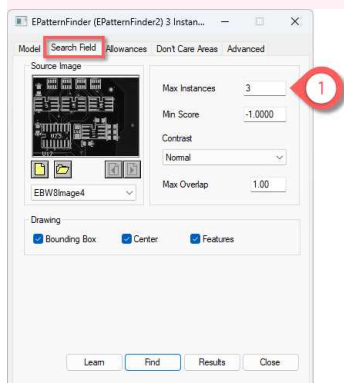 EPatternFinder (EPatternFinder2) 3 Instan...
Model Search Field Allowances Don't Care Areas Advanced
Source Image
Max Instances 3
1
Min Score -1.0000
Contrast
Normal
Max Overlap 1.00
EBW8Image4
Drawing
Bounding Box Center Features
Learn Find Results Close
U73
U17